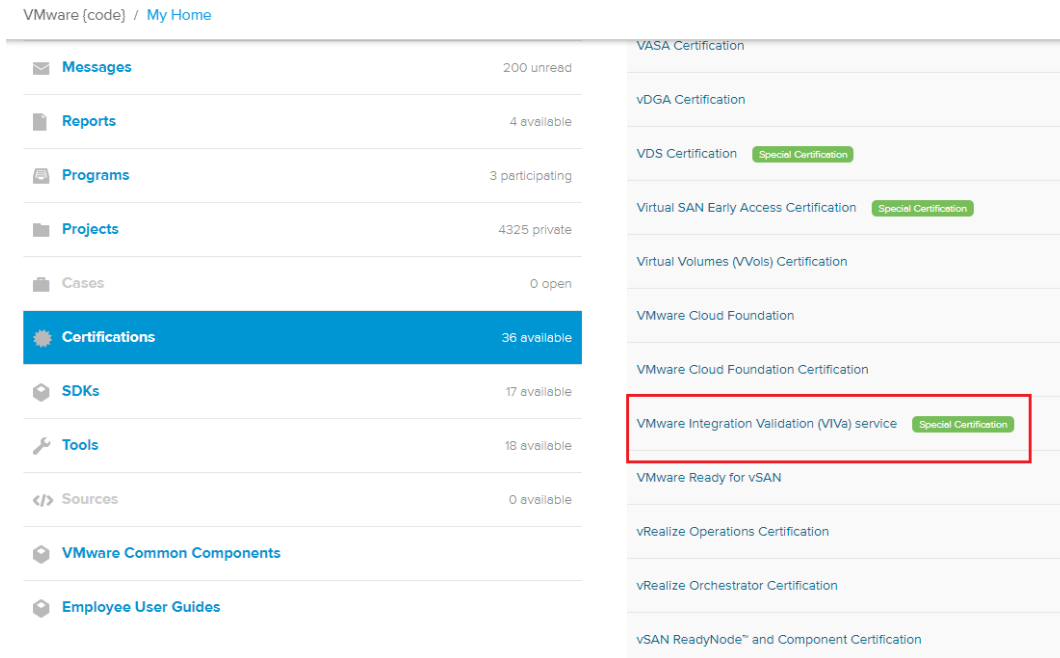 VMware {code} / My Home
Messages 200 unread
Reports 4 available
Programs 3 participating
Projects 4325 private
Cases 0 open
Certifications 36 available
SDKs 17 available
Tools 18 available
</> Sources 0 available
VMware Common Components
Employee User Guides
VASA Certification
vDGA Certification
VDS Certification Special Certification
Virtual SAN Early Access Certification Special Certification
Virtual Volumes (VVols) Certification
VMware Cloud Foundation
VMware Cloud Foundation Certification
VMware Integration Validation (VIVa) service Special Certification
VMware Ready for vSAN
vRealize Operations Certification
vRealize Orchestrator Certification
vSAN ReadyNode™ and Component Certification